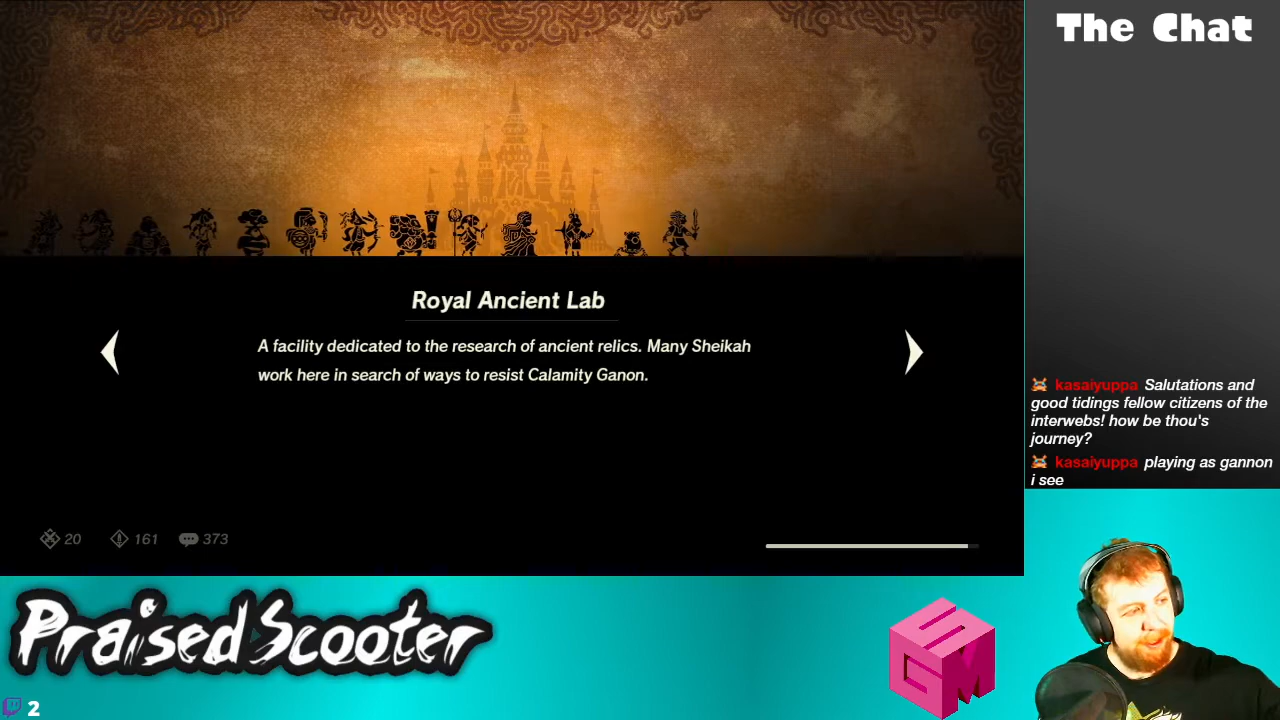 The Chat
Royal Ancient Lab
A facility dedicated to the research of ancient relics. Many Sheikah
work here in search of ways to resist Calamity Ganon.
kasaiyuppa Salutations and
good tidings fellow citizens of the
interwebs! how be thou's
journey?
kasaiyuppa playing as gannon
i see
20 161 373
PraisedScooter
GSM
2